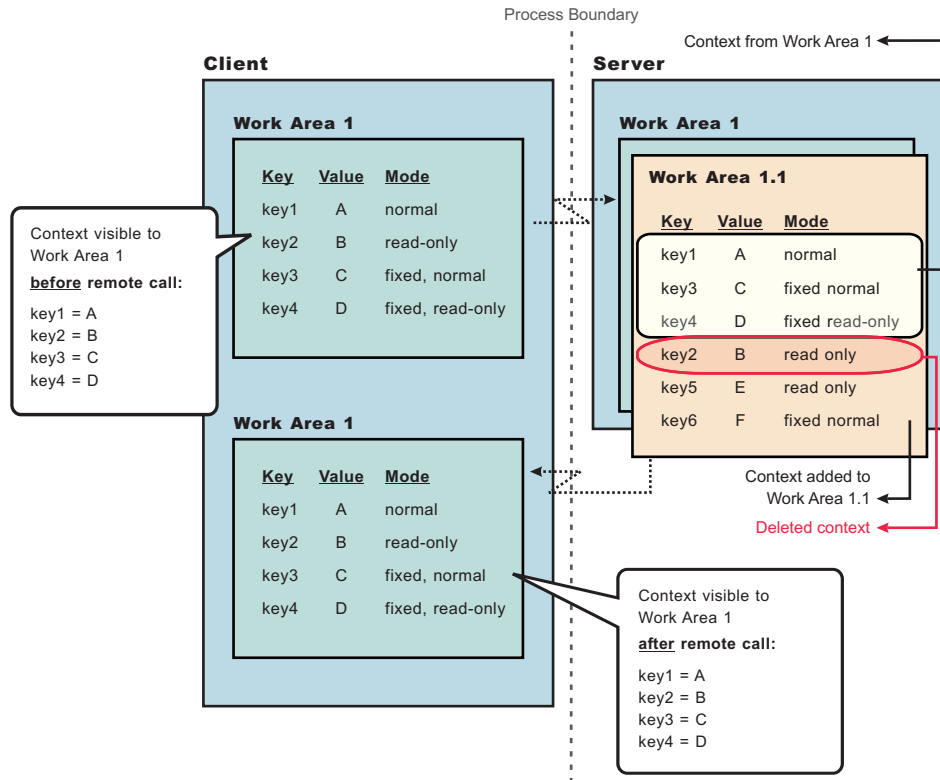 Process Boundary
Context from Work Area 1
Client
Server
Work Area 1
Key Value Mode
key1 A normal
key2 B read-only
key3 C fixed, normal
key4 D fixed, read-only
Context visible to
Work Area 1
before remote call:
key1 = A
key2 = B
key3 = C
key4 = D
Work Area 1
Work Area 1.1
Key Value Mode
key1 A normal
key3 C fixed normal
key4 D fixed read-only
key2 B read only
key5 E read only
key6 F fixed normal
Context added to
Work Area 1.1
Deleted context
Work Area 1
Key Value Mode
key1 A normal
key2 B read-only
key3 C fixed, normal
key4 D fixed, read-only
Context visible to
Work Area 1
after remote call:
key1 = A
key2 = B
key3 = C
key4 = D